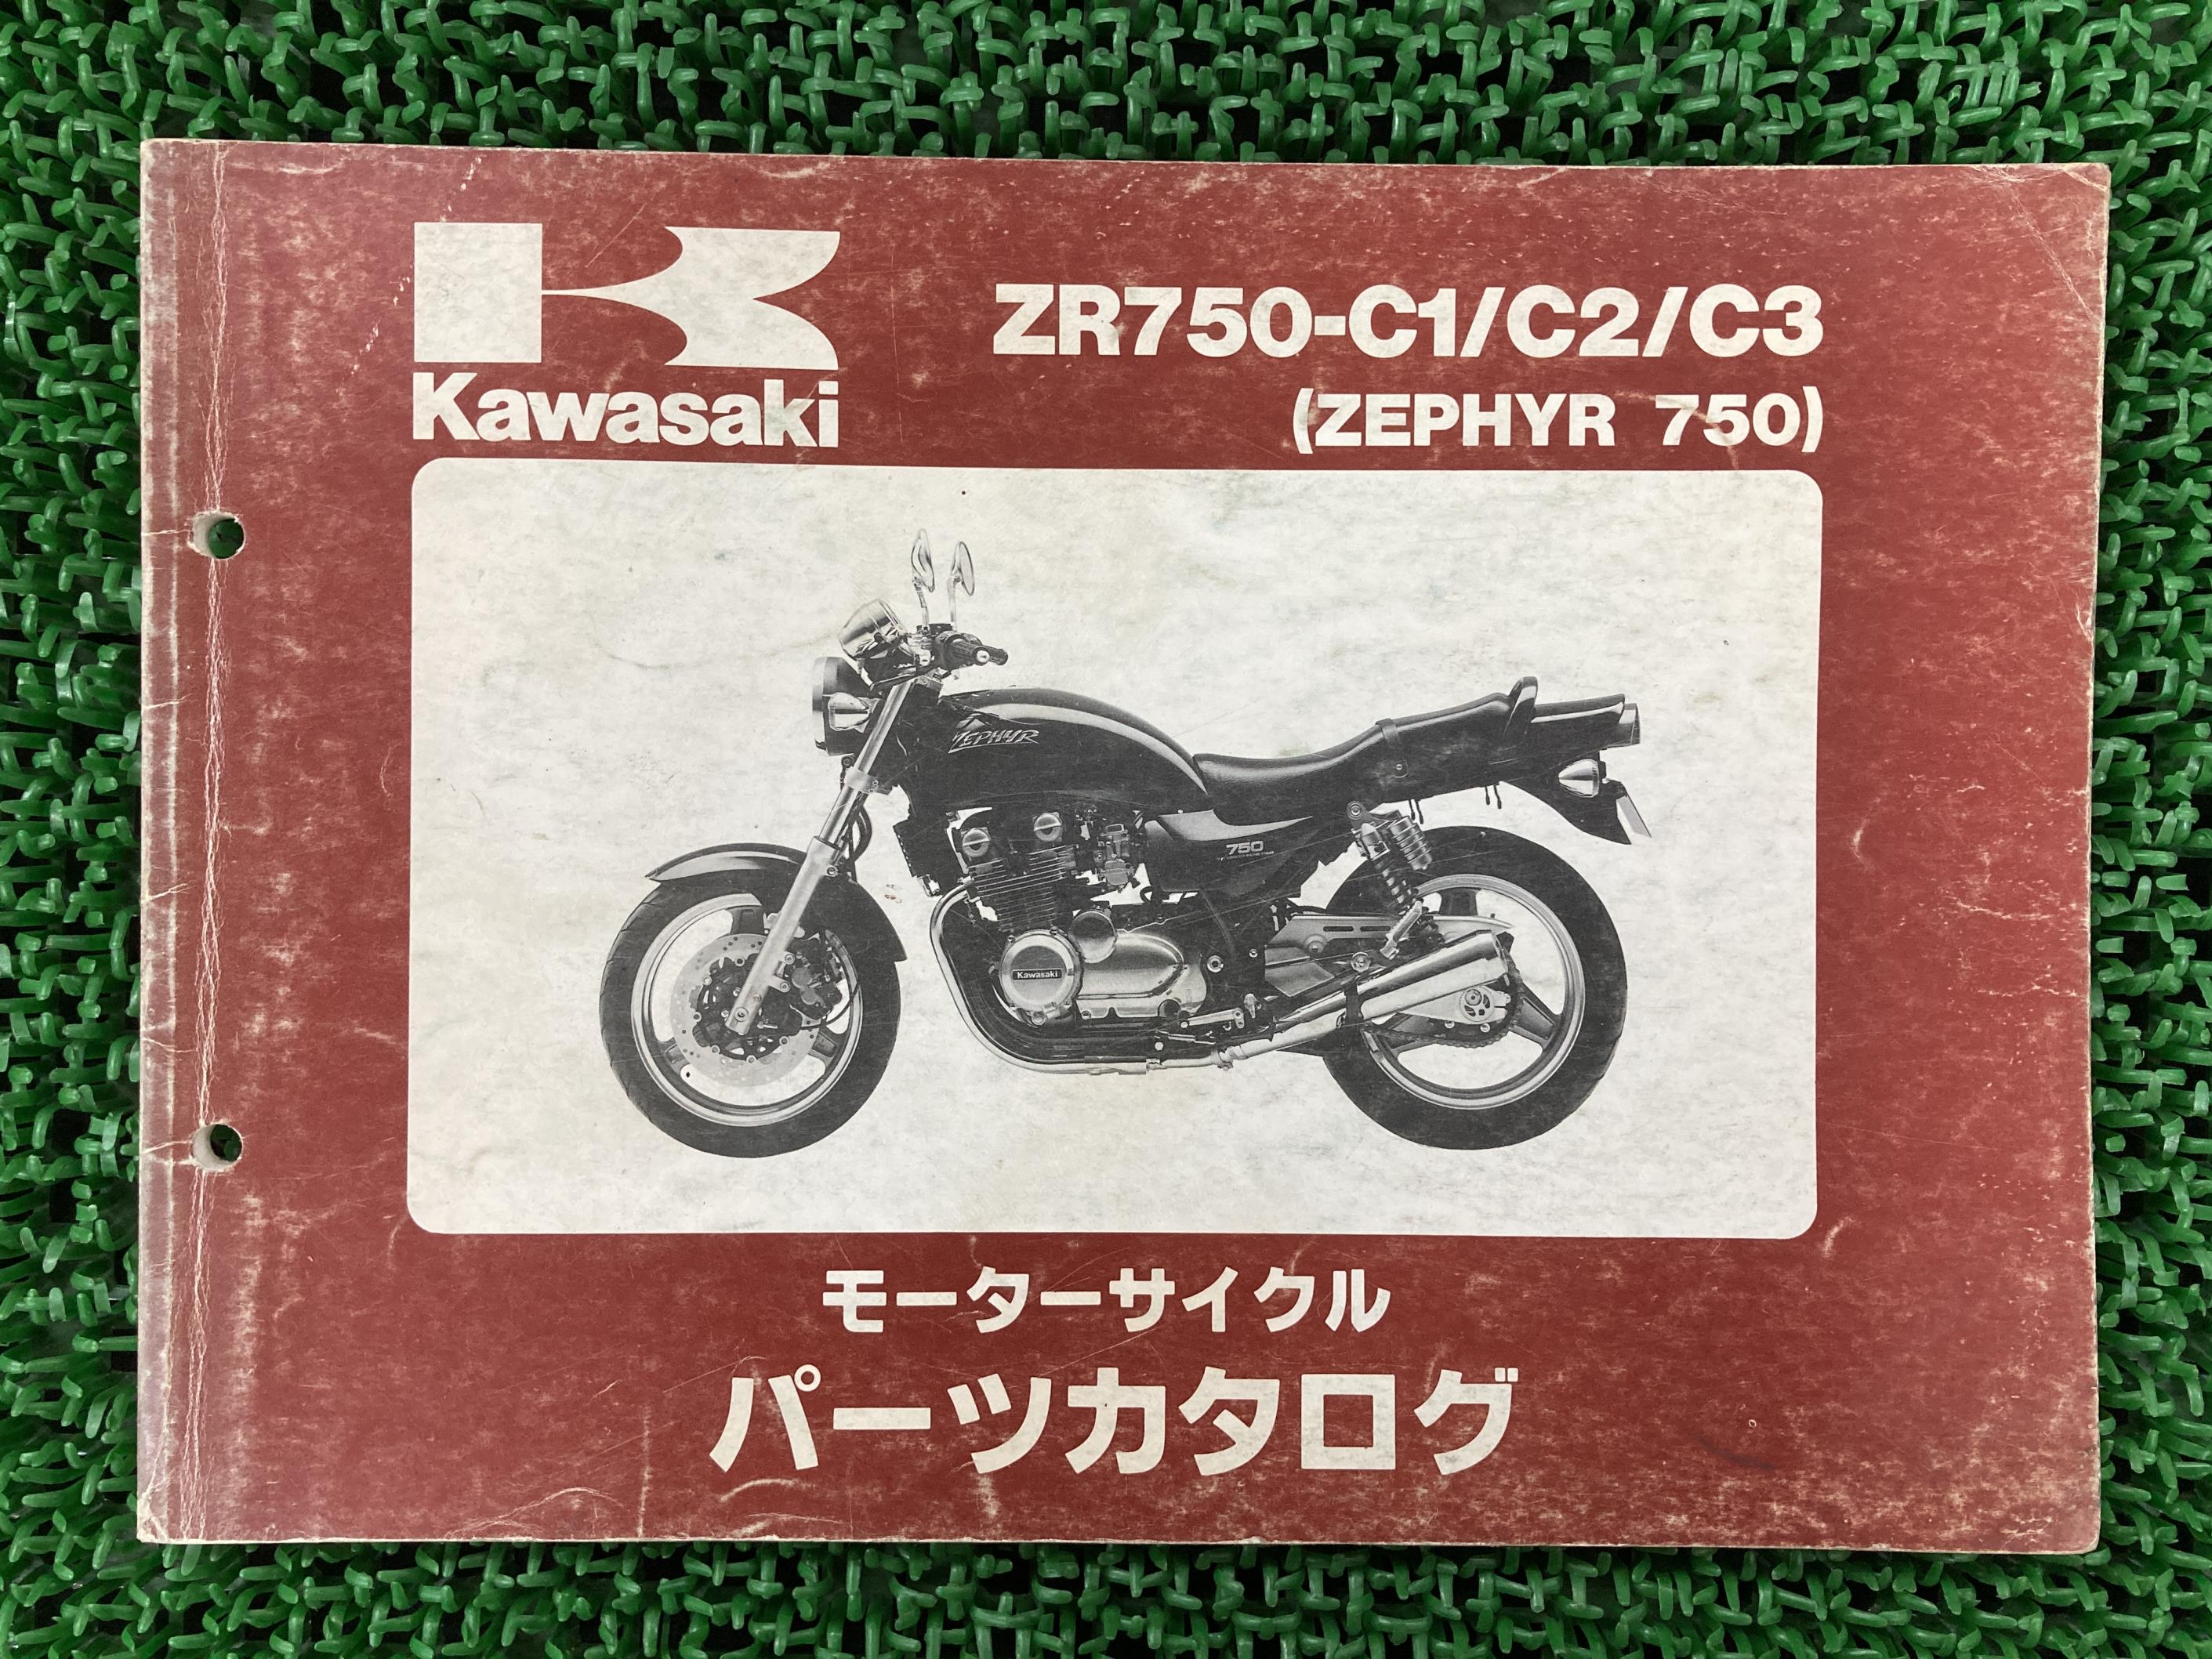 Kawasaki
ZR750-C1/C2/C3
(ZEPHYR 750)
ZEPHYR
750
Kawasaki
モーターサイクル
パーツカタログ